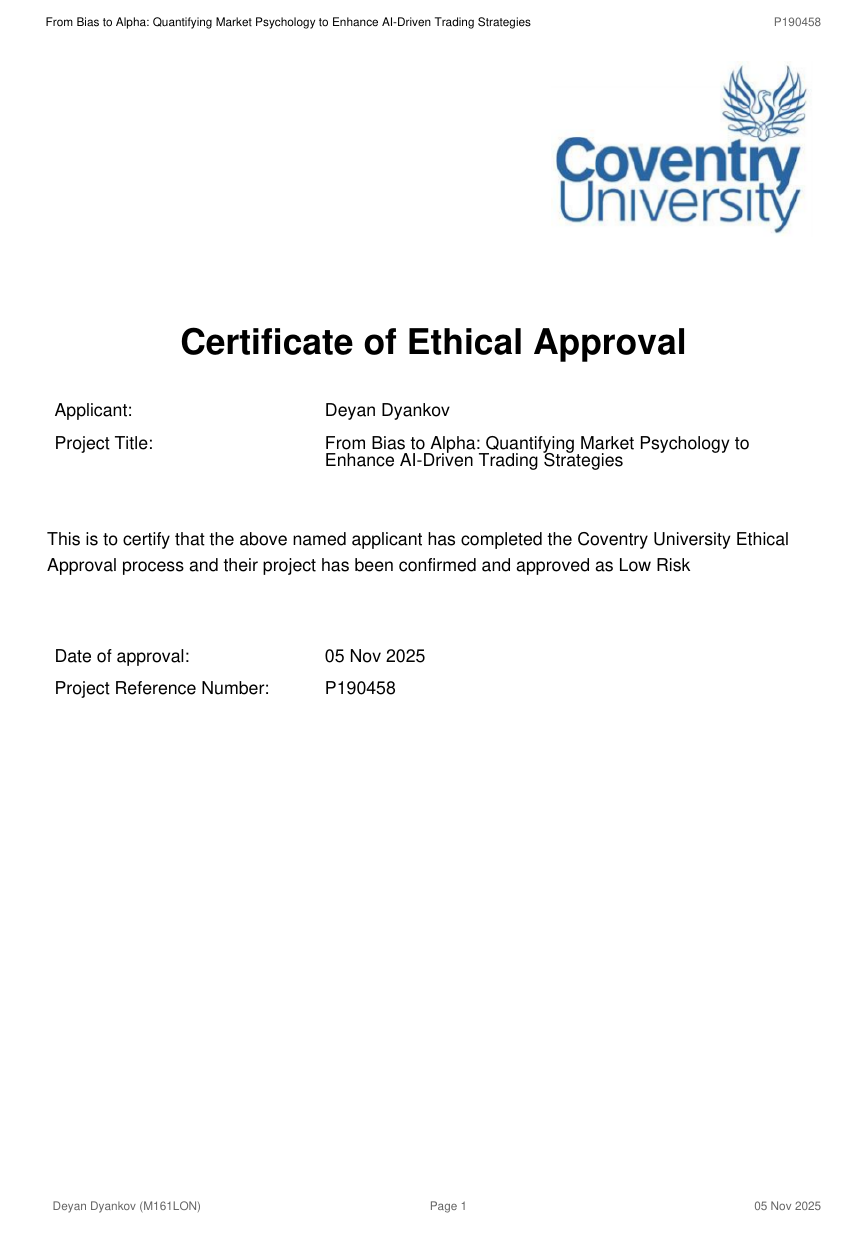 From Bias to Alpha: Quantifying Market Psychology to Enhance AI-Driven Trading Strategies P190458
Coventry
University
Certificate of Ethical Approval
Applicant: Deyan Dyankov
Project Title: From Bias to Alpha: Quantifying Market Psychology to
Enhance AI-Driven Trading Strategies
This is to certify that the above named applicant has completed the Coventry University Ethical
Approval process and their project has been confirmed and approved as Low Risk
Date of approval: 05 Nov 2025
Project Reference Number: P190458
Deyan Dyankov (M161LON) Page 1 05 Nov 2025